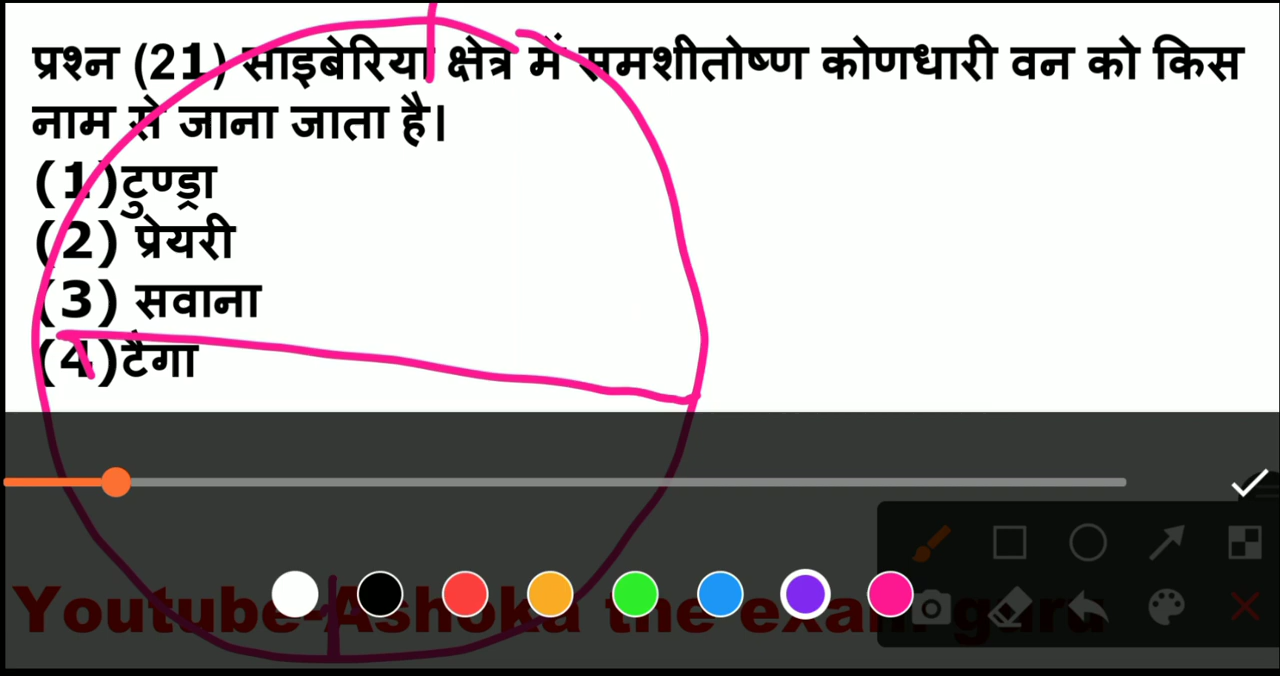 प्रश्न (21) साइबेरिया क्षेत्र में समशीतोष्ण कोणधारी वन को किस
नाम से जाना जाता है।
(1)टुण्ड्रा
(2) प्रेयरी
(3) सवाना
(4)टैगा
Youtube-Ashoka the exam guru